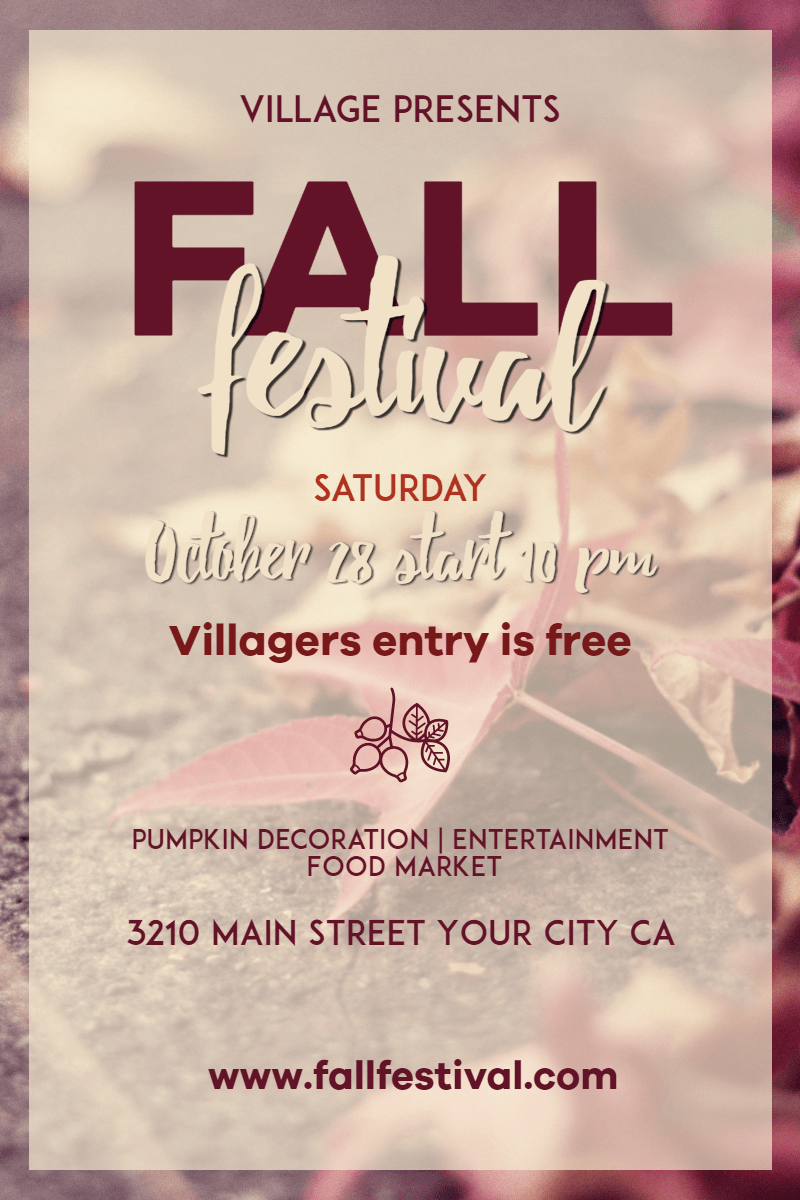 VILLAGE PRESENTS
FALL
festival
SATURDAY
October 28 start 10 pm
Villagers entry is free
PUMPKIN DECORATION | ENTERTAINMENT
FOOD MARKET
3210 MAIN STREET YOUR CITY CA
www.fallfestival.com